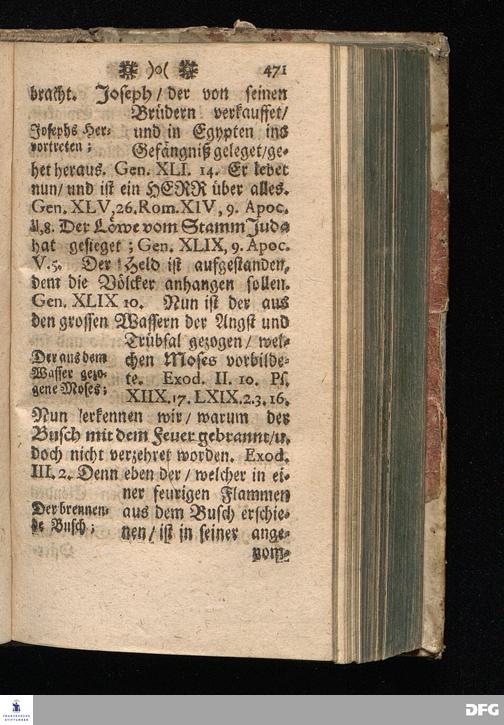 )o( 471
bracht. Joseph / der von seinen
Brüdern verkauffet /
Josephs Her-
vortreten ;
und in Egypten ins
Gefängniß geleget / ge-
het heraus. Gen. XLI. 14. Er lebet
nun / und ist ein HERR über alles.
Gen. XLV, 26. Rom. XIV, 9. Apoc.
II, 8. Der Löwe vom Stamm Juda
hat gesieget ; Gen. XLIX, 9. Apoc.
V. 5. Der Held ist aufgestanden,
dem die Völcker anhangen sollen.
Gen. XLIX 10. Nun ist der aus
den grossen Wassern der Angst und
Trübsal gezogen / wel-
Der aus dem
Wasser gezo-
gene Moses ;
chen Moses vorbilde-
te. Exod. II. 10. Ps.
XIIX. 17. LXIX. 2. 3. 16.
Nun erkennen wir / warum der
Busch mit dem Feuer gebrannt / u.
doch nicht verzehret worden. Exod.
III. 2. Denn eben der / welcher in ei-
ner feurigen Flammen
Der brennen-
de Busch ;
aus dem Busch erschie-
nen / ist in seiner ange-
nom-
FRANCKESCHE
STIFTUNGEN
DFG